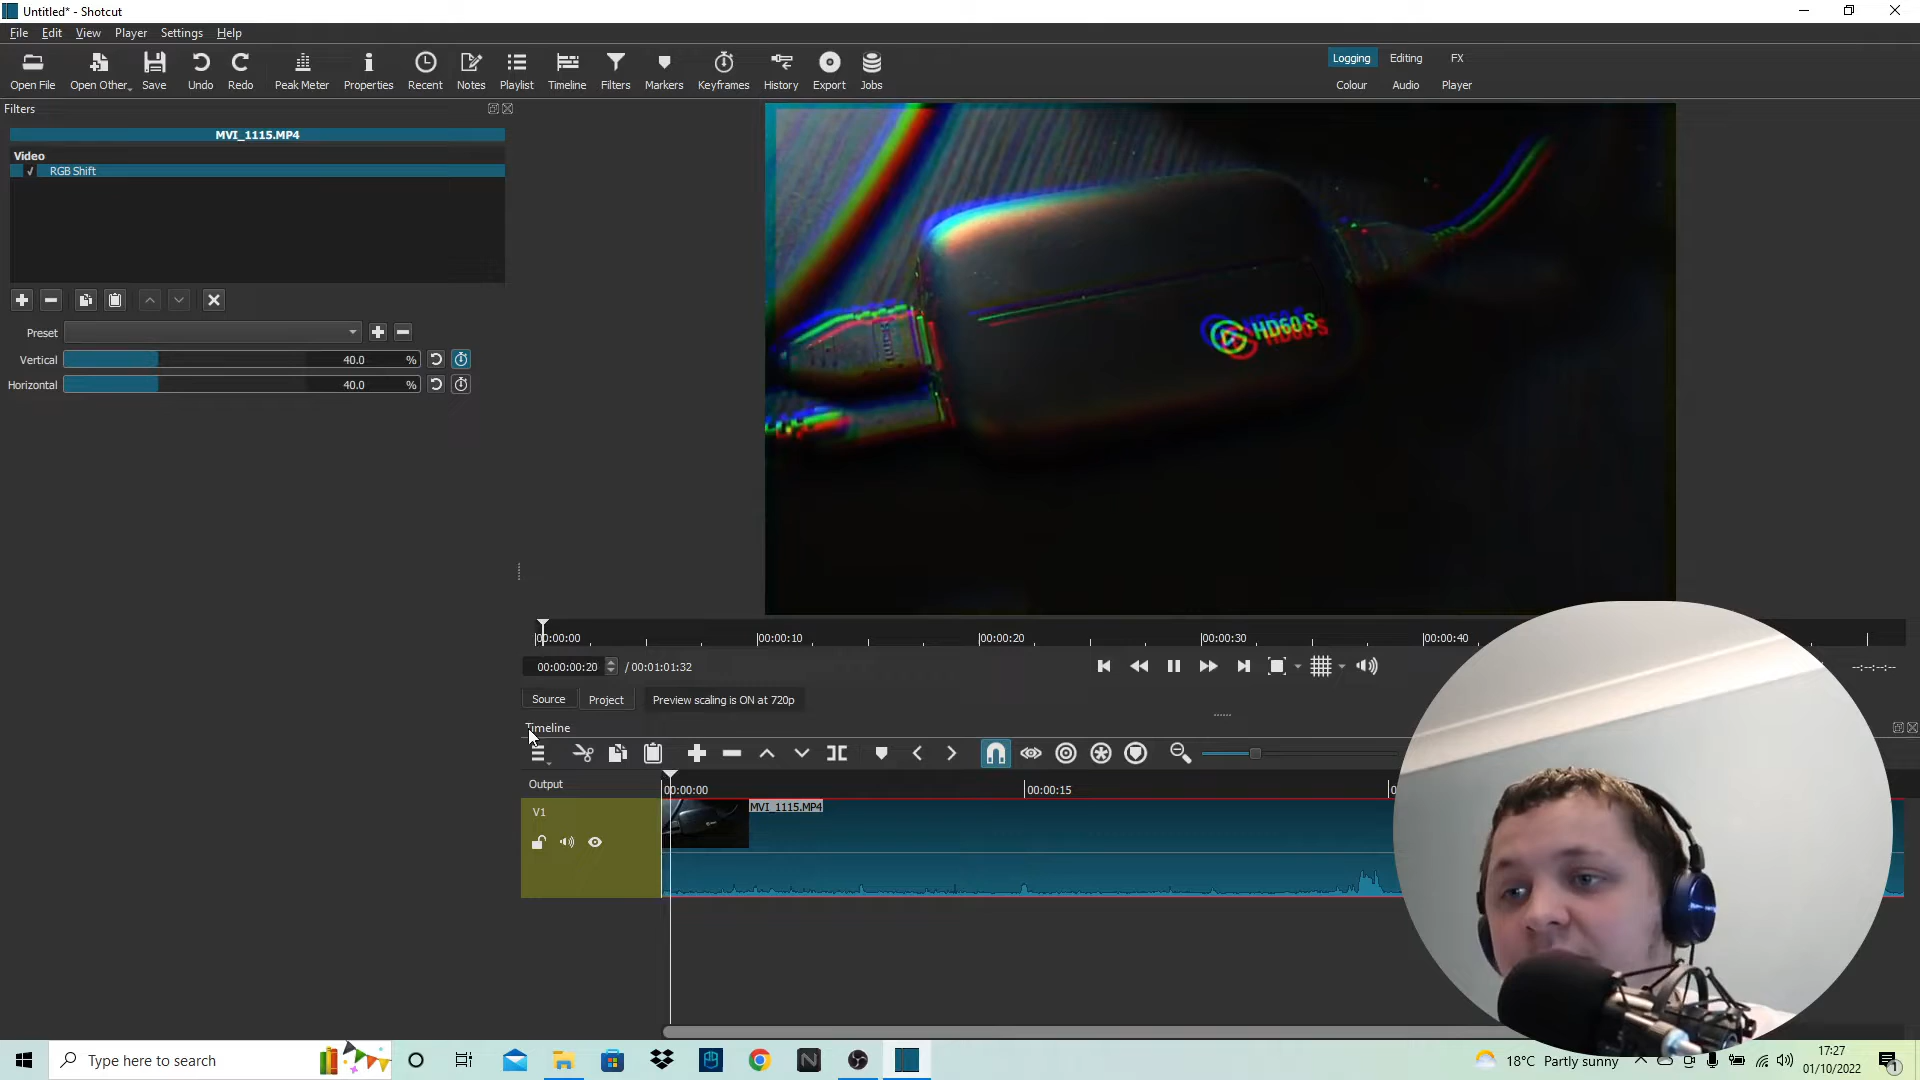 Untitled* - Shotcut
File Edit View Player Settings Help
Open File Open Other Save Undo Redo Peak Meter Properties Recent Notes Playlist Timeline Filters Markers Keyframes History Export Jobs
Logging Editing FX
Colour Audio Player
Filters
MVI_1115.MP4
Video
✓ RGB Shift
Preset
Vertical 40.0 %
Horizontal 40.0 %
HD60 S
00:00:00 00:00:10 00:00:20 00:00:30 00:00:40
00:00:00:20 / 00:01:01:32 --:--:--:--
Source Project Preview scaling is ON at 720p
Timeline
Output 00:00:00 00:00:15
V1 MVI_1115.MP4
Type here to search
18°C Partly sunny
17:27
01/10/2022
1